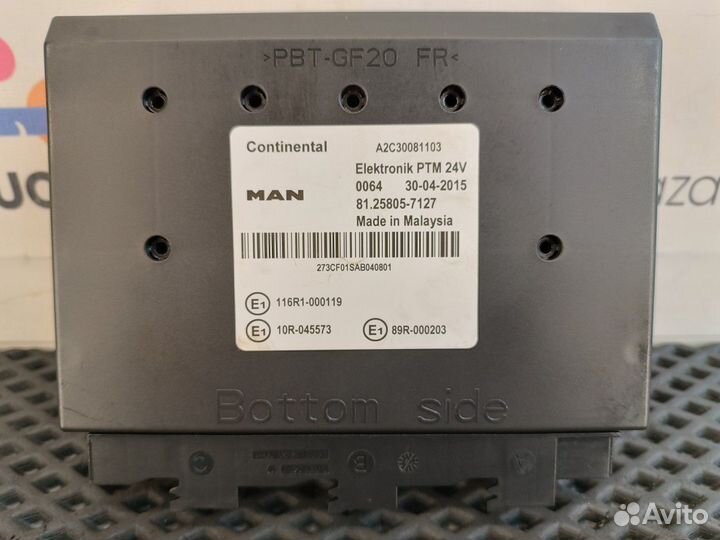 >PBT-GF20 FR<
Continental A2C30081103
Elektronik PTM 24V
MAN 0064 30-04-2015
81.25805-7127
Made in Malaysia
273CF01SAB040801
E1 116R1-000119
E1 10R-045573 E1 89R-000203
Bottom side
C B A
Avito